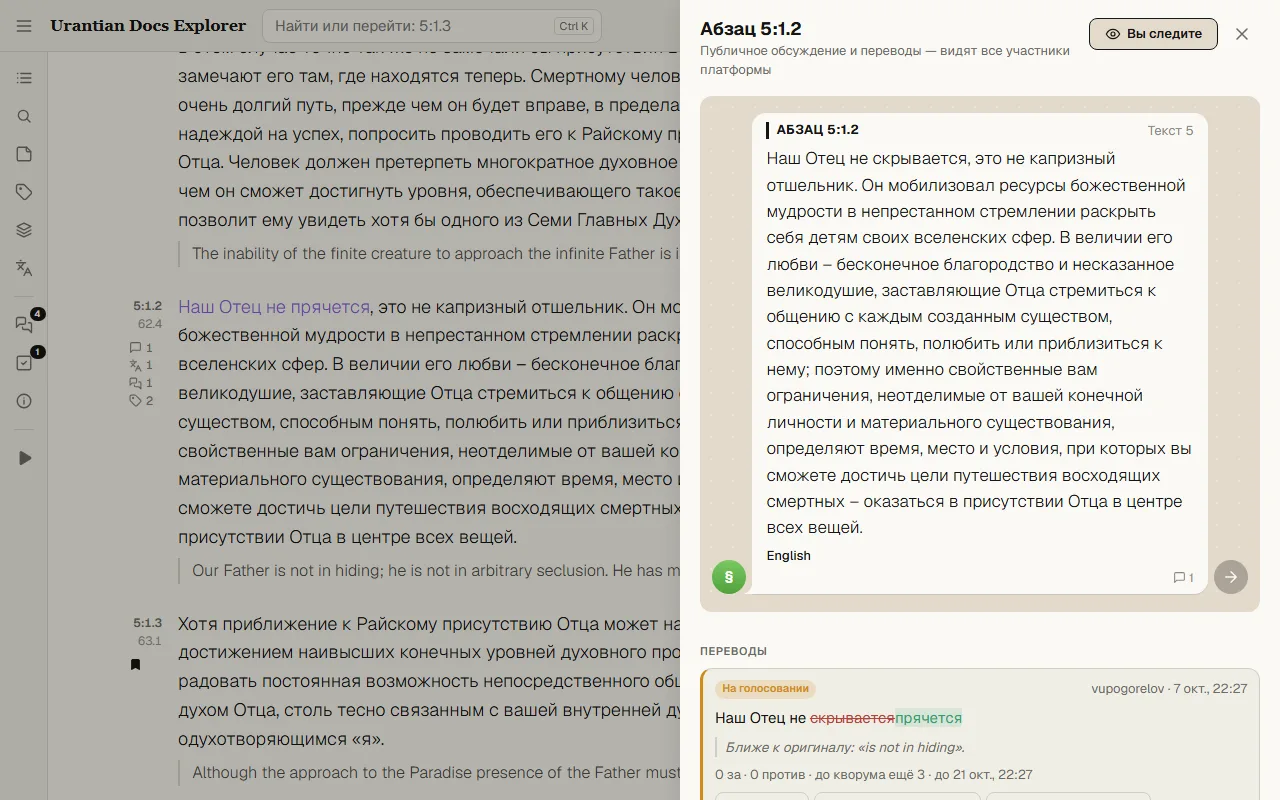 Urantian Docs Explorer
Найти или перейти: 5:1.3
Ctrl K
4
1
замечают его там, где находятся теперь. Смертному челов
очень долгий путь, прежде чем он будет вправе, в предела
надеждой на успех, попросить проводить его к Райскому п
Отца. Человек должен претерпеть многократное духовное
чем он сможет достигнуть уровня, обеспечивающего такое
позволит ему увидеть хотя бы одного из Семи Главных Дух
The inability of the finite creature to approach the infinite Father is i
5:1.2
62.4
1
1
1
2
Наш Отец не прячется, это не капризный отшельник. Он мо
божественной мудрости в непрестанном стремлении раскр
вселенских сфер. В величии его любви – бесконечное благ
великодушие, заставляющие Отца стремиться к общению
существом, способным понять, полюбить или приблизитьс
свойственные вам ограничения, неотделимые от вашей ко
материального существования, определяют время, место и
сможете достичь цели путешествия восходящих смертных
присутствии Отца в центре всех вещей.
Our Father is not in hiding; he is not in arbitrary seclusion. He has m
5:1.3
63.1
Хотя приближение к Райскому присутствию Отца может на
достижением наивысших конечных уровней духовного про
радовать постоянная возможность непосредственного общ
духом Отца, столь тесно связанным с вашей внутренней ду
одухотворяющимся «я».
Although the approach to the Paradise presence of the Father must
Абзац 5:1.2
Публичное обсуждение и переводы — видят все участники
платформы
Вы следите
АБЗАЦ 5:1.2
Текст 5
Наш Отец не скрывается, это не капризный
отшельник. Он мобилизовал ресурсы божественной
мудрости в непрестанном стремлении раскрыть
себя детям своих вселенских сфер. В величии его
любви – бесконечное благородство и несказанное
великодушие, заставляющие Отца стремиться к
общению с каждым созданным существом,
способным понять, полюбить или приблизиться к
нему; поэтому именно свойственные вам
ограничения, неотделимые от вашей конечной
личности и материального существования,
определяют время, место и условия, при которых вы
сможете достичь цели путешествия восходящих
смертных – оказаться в присутствии Отца в центре
всех вещей.
English
§
1
ПЕРЕВОДЫ
На голосовании
vupogorelov · 7 окт., 22:27
Наш Отец не скрываетсяпрячется
Ближе к оригиналу: «is not in hiding».
0 за · 0 против · до кворума ещё 3 · до 21 окт., 22:27